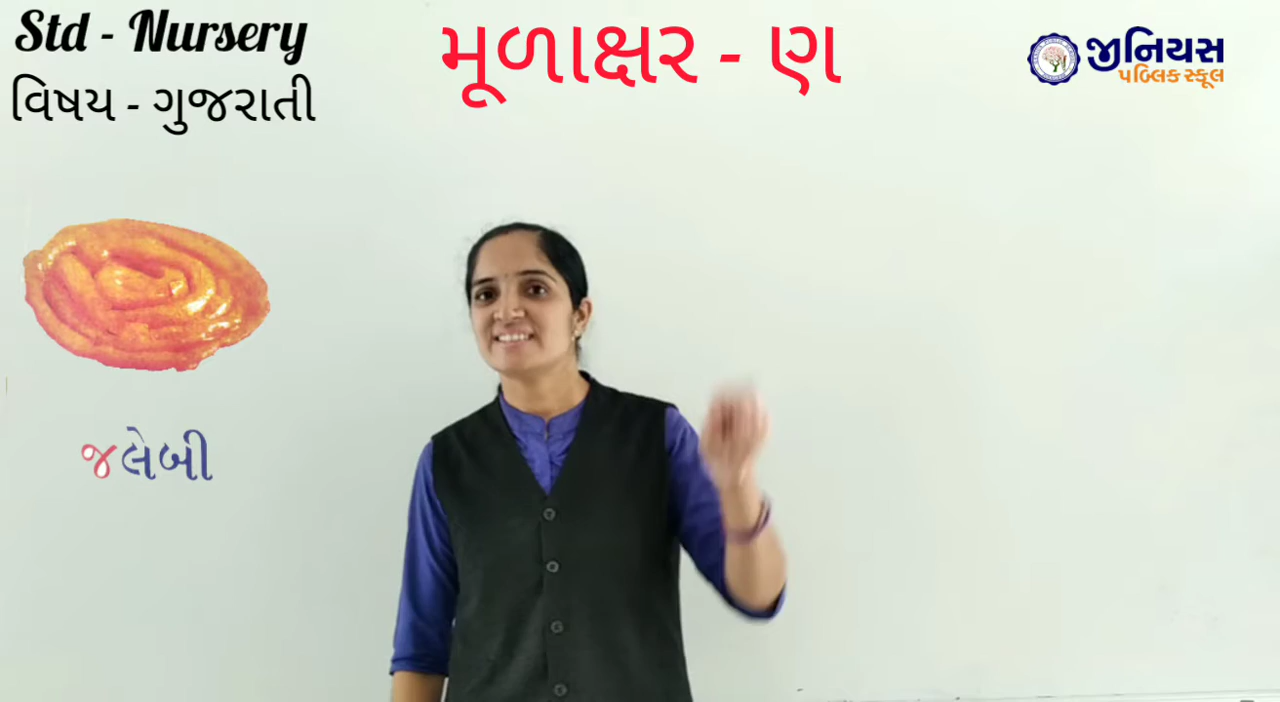 Std - Nursery
વિષય - ગુજરાતી
મૂળાક્ષર - ણ
જીનિયસ
પબ્લિક સ્કૂલ
જલેબી